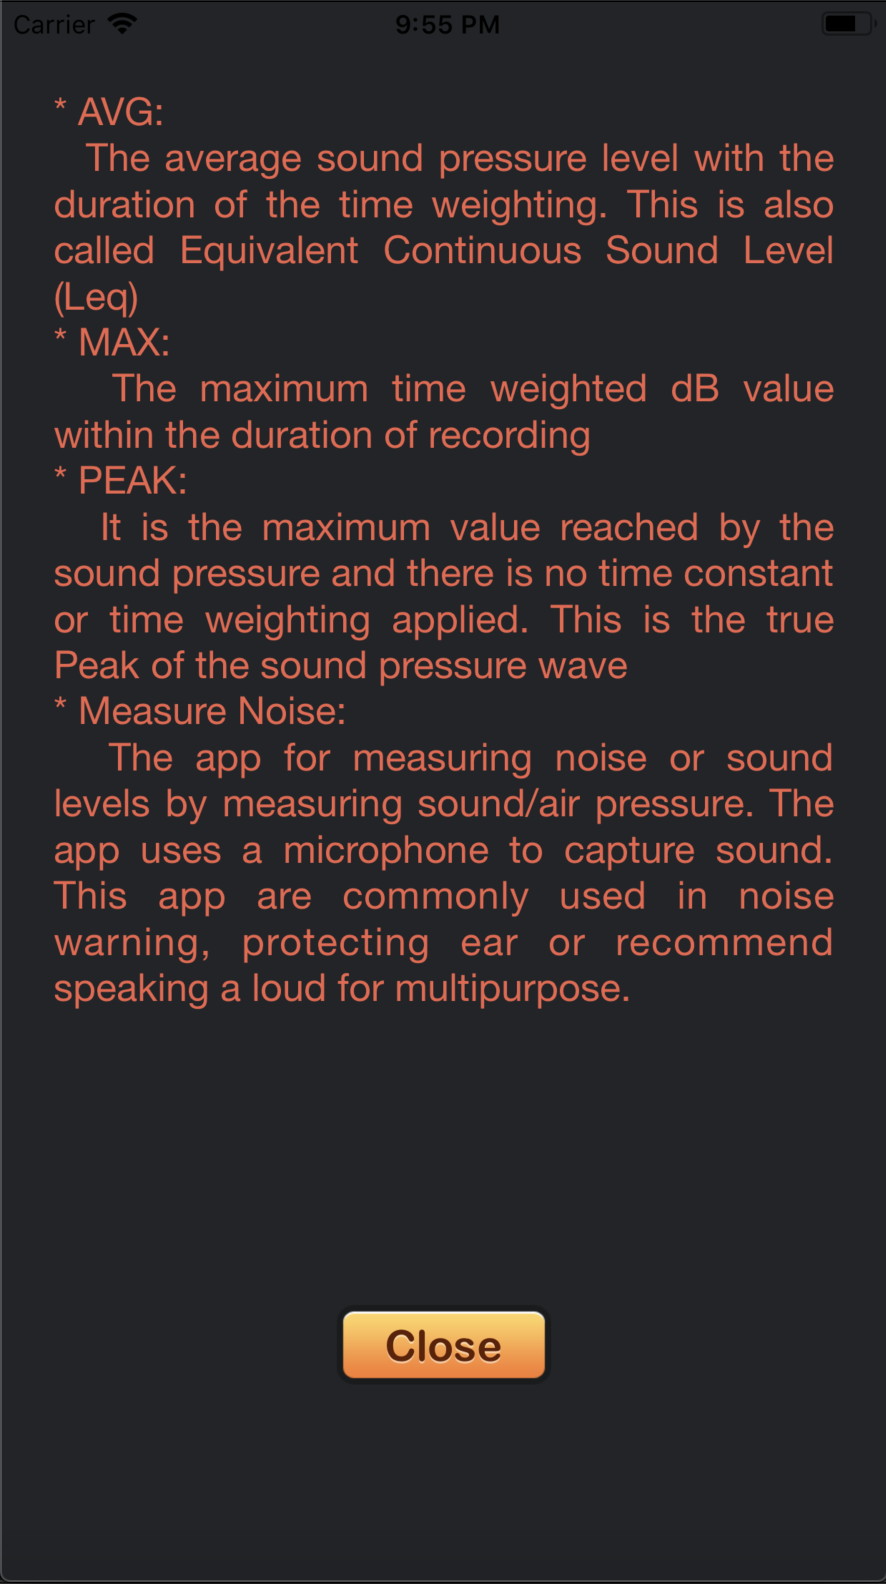 Carrier
9:55 PM
* AVG:
The average sound pressure level with the
duration of the time weighting. This is also
called Equivalent Continuous Sound Level
(Leq)
* MAX:
The maximum time weighted dB value
within the duration of recording
* PEAK:
It is the maximum value reached by the
sound pressure and there is no time constant
or time weighting applied. This is the true
Peak of the sound pressure wave
* Measure Noise:
The app for measuring noise or sound
levels by measuring sound/air pressure. The
app uses a microphone to capture sound.
This app are commonly used in noise
warning, protecting ear or recommend
speaking a loud for multipurpose.
Close